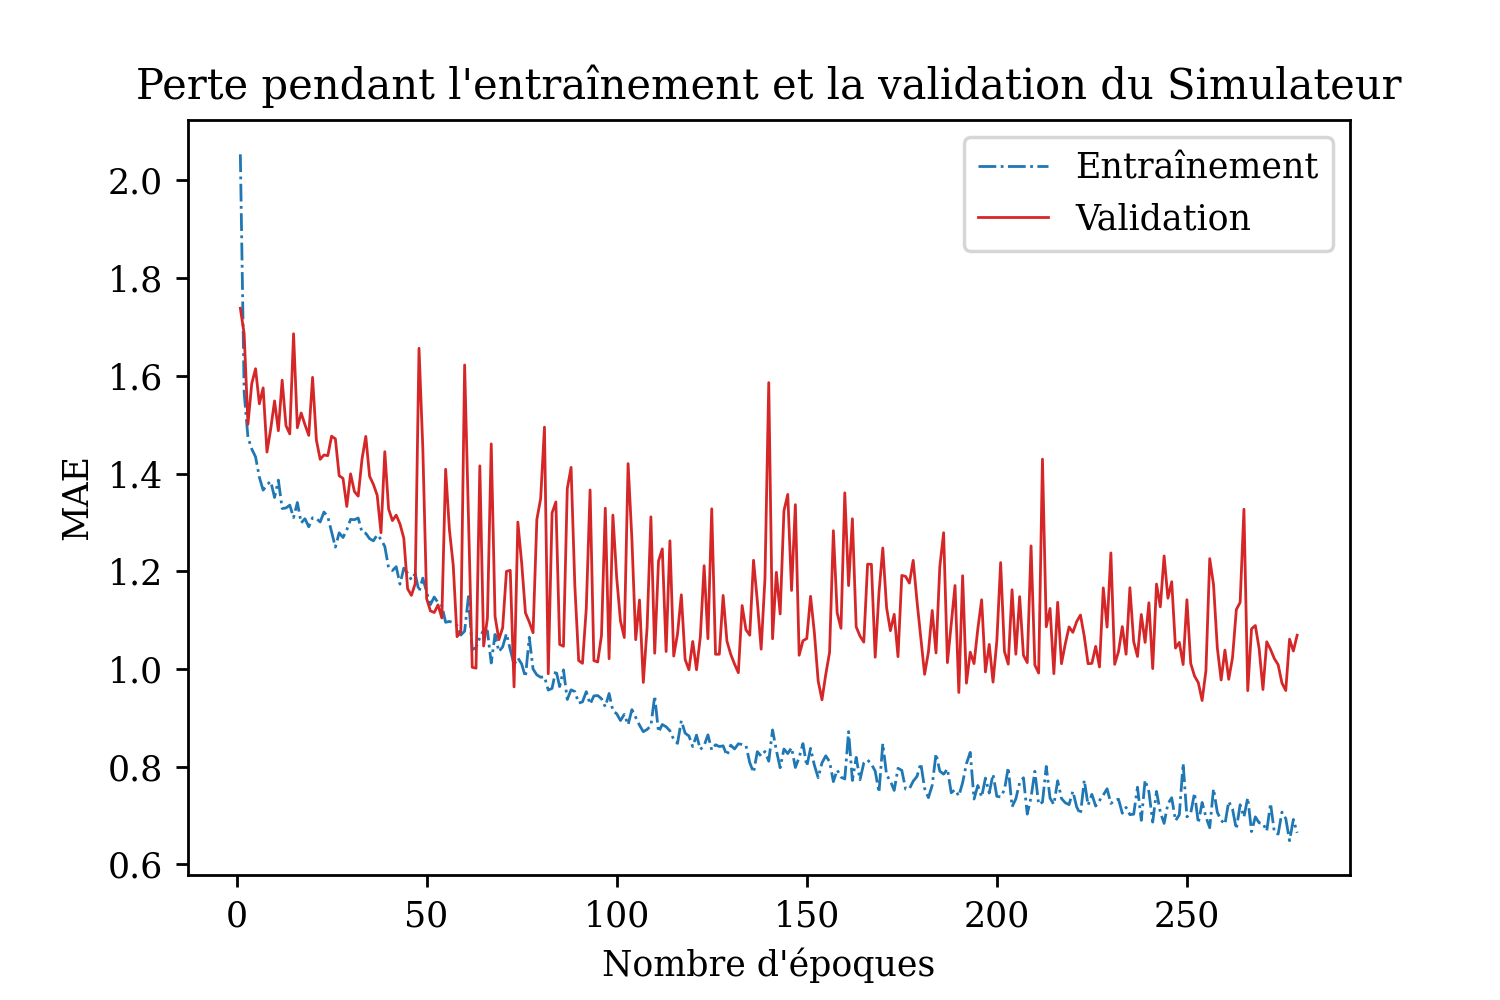 Perte pendant l'entraînement et la validation du Simulateur
Entraînement
Validation
MAE
2.0
1.8
1.6
1.4
1.2
1.0
0.8
0.6
0 50 100 150 200 250
Nombre d'époques